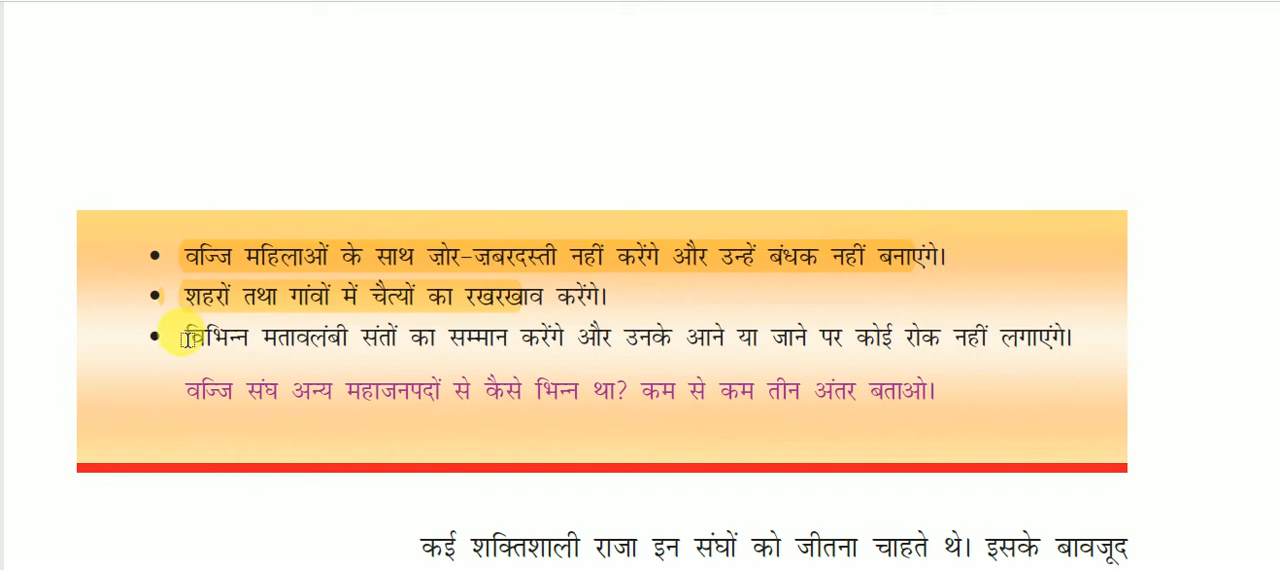 • वज्जि महिलाओं के साथ ज़ोर-ज़बरदस्ती नहीं करेंगे और उन्हें बंधक नहीं बनाएंगे।
• शहरों तथा गांवों में चैत्यों का रखरखाव करेंगे।
• विभिन्न मतावलंबी संतों का सम्मान करेंगे और उनके आने या जाने पर कोई रोक नहीं लगाएंगे।
वज्जि संघ अन्य महाजनपदों से कैसे भिन्न था? कम से कम तीन अंतर बताओ।
कई शक्तिशाली राजा इन संघों को जीतना चाहते थे। इसके बावजूद